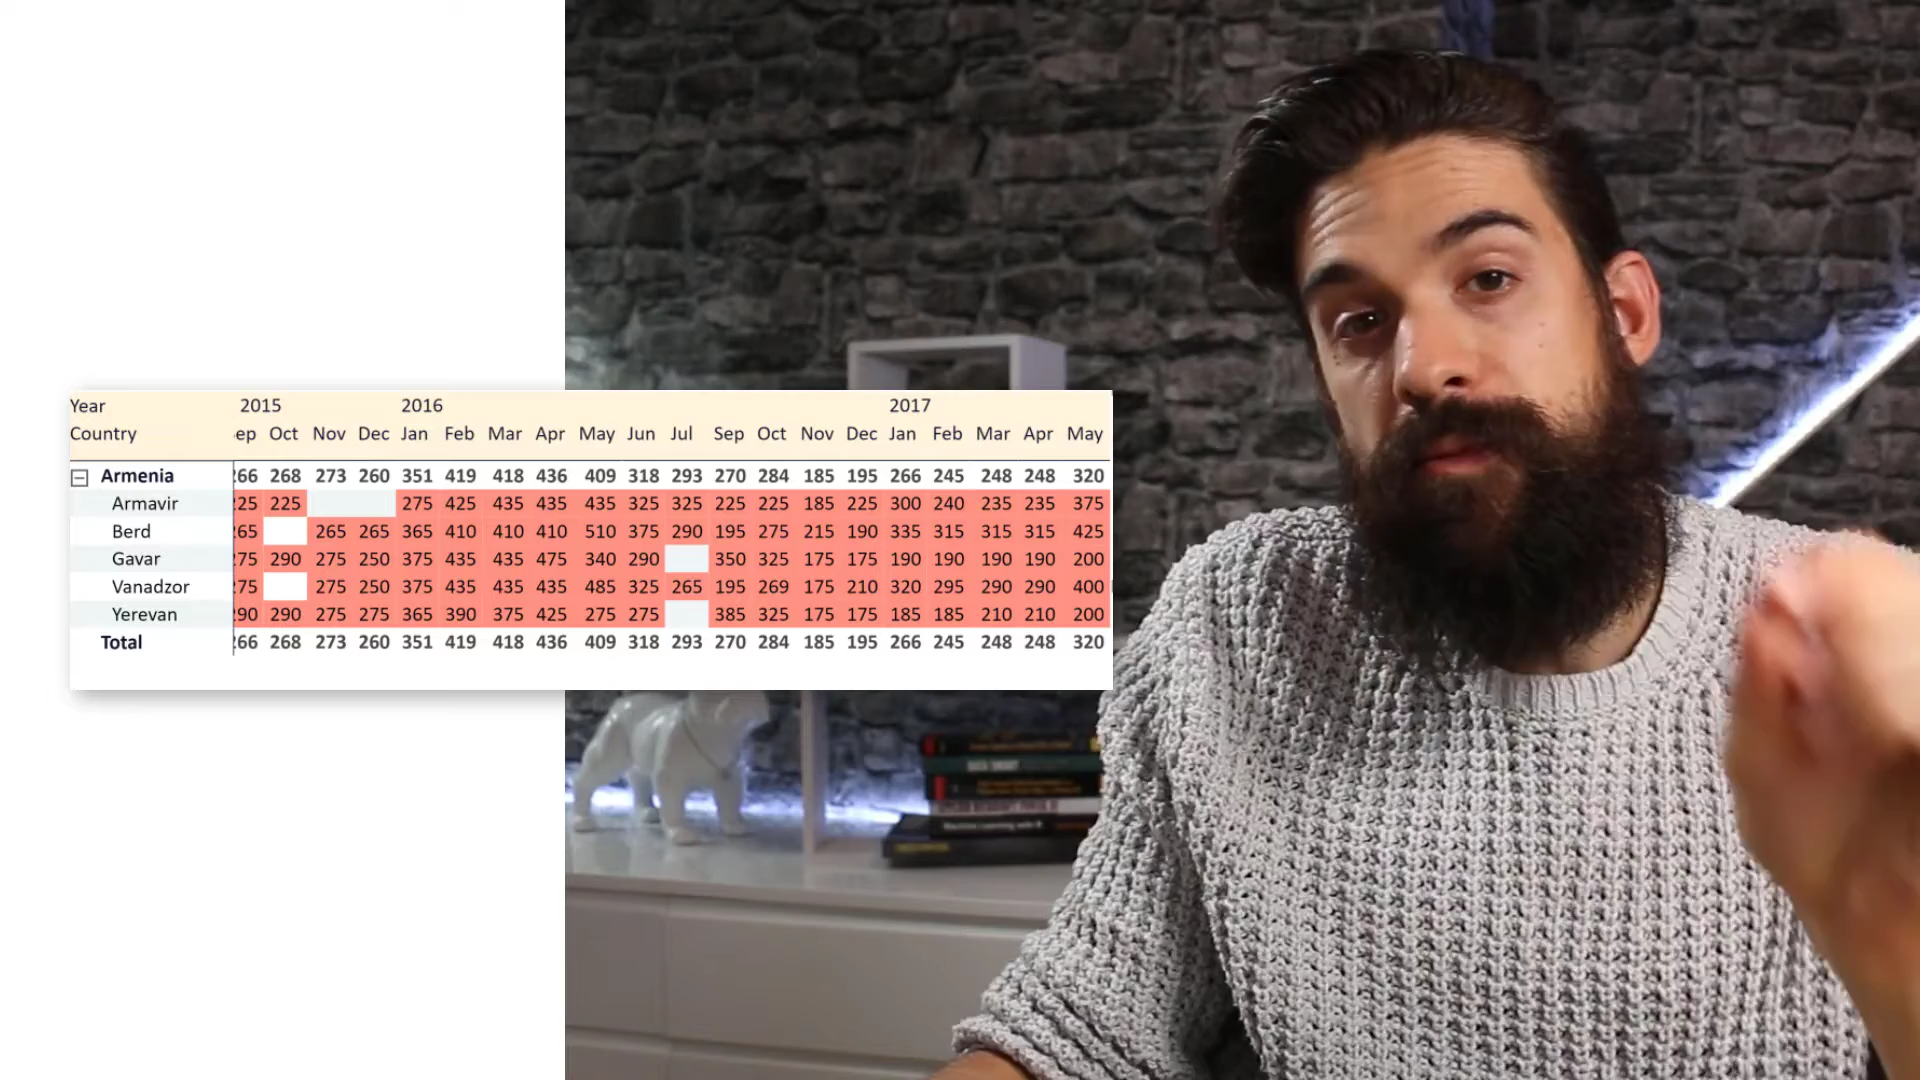 Year 2015 2016 2017
Country ep Oct Nov Dec Jan Feb Mar Apr May Jun Jul Sep Oct Nov Dec Jan Feb Mar Apr May
Armenia 266 268 273 260 351 419 418 436 409 318 293 270 284 185 195 266 245 248 248 320
Armavir 225 225 275 425 435 435 435 325 325 225 225 185 225 300 240 235 235 375
Berd 265 265 265 365 410 410 410 510 375 290 195 275 215 190 335 315 315 315 425
Gavar 275 290 275 250 375 435 435 475 340 290 350 325 175 175 190 190 190 190 200
Vanadzor 275 275 250 375 435 435 435 485 325 265 195 269 175 210 320 295 290 290 400
Yerevan 290 290 275 275 365 390 375 425 275 275 385 325 175 175 185 185 210 210 200
Total 266 268 273 260 351 419 418 436 409 318 293 270 284 185 195 266 245 248 248 320